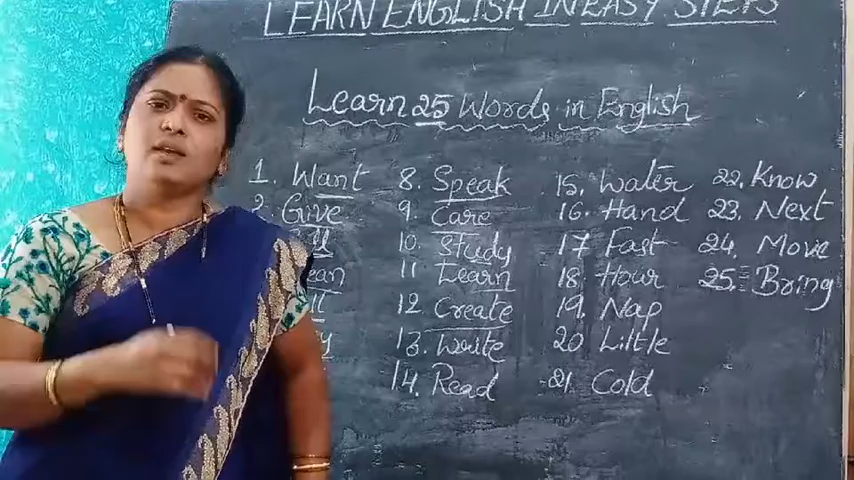 LEARN ENGLISH IN EASY STEPS
Learn 25 Words in English
1. Want
2. Give
8. Speak
9. Care
10. Study
11. Learn
12. Create
13. Write
14. Read
15. Water
16. Hand
17. Fast
18. Hour
19. Nap
20. Little
21. Cold
22. Know
23. Next
24. Move
25. Bring